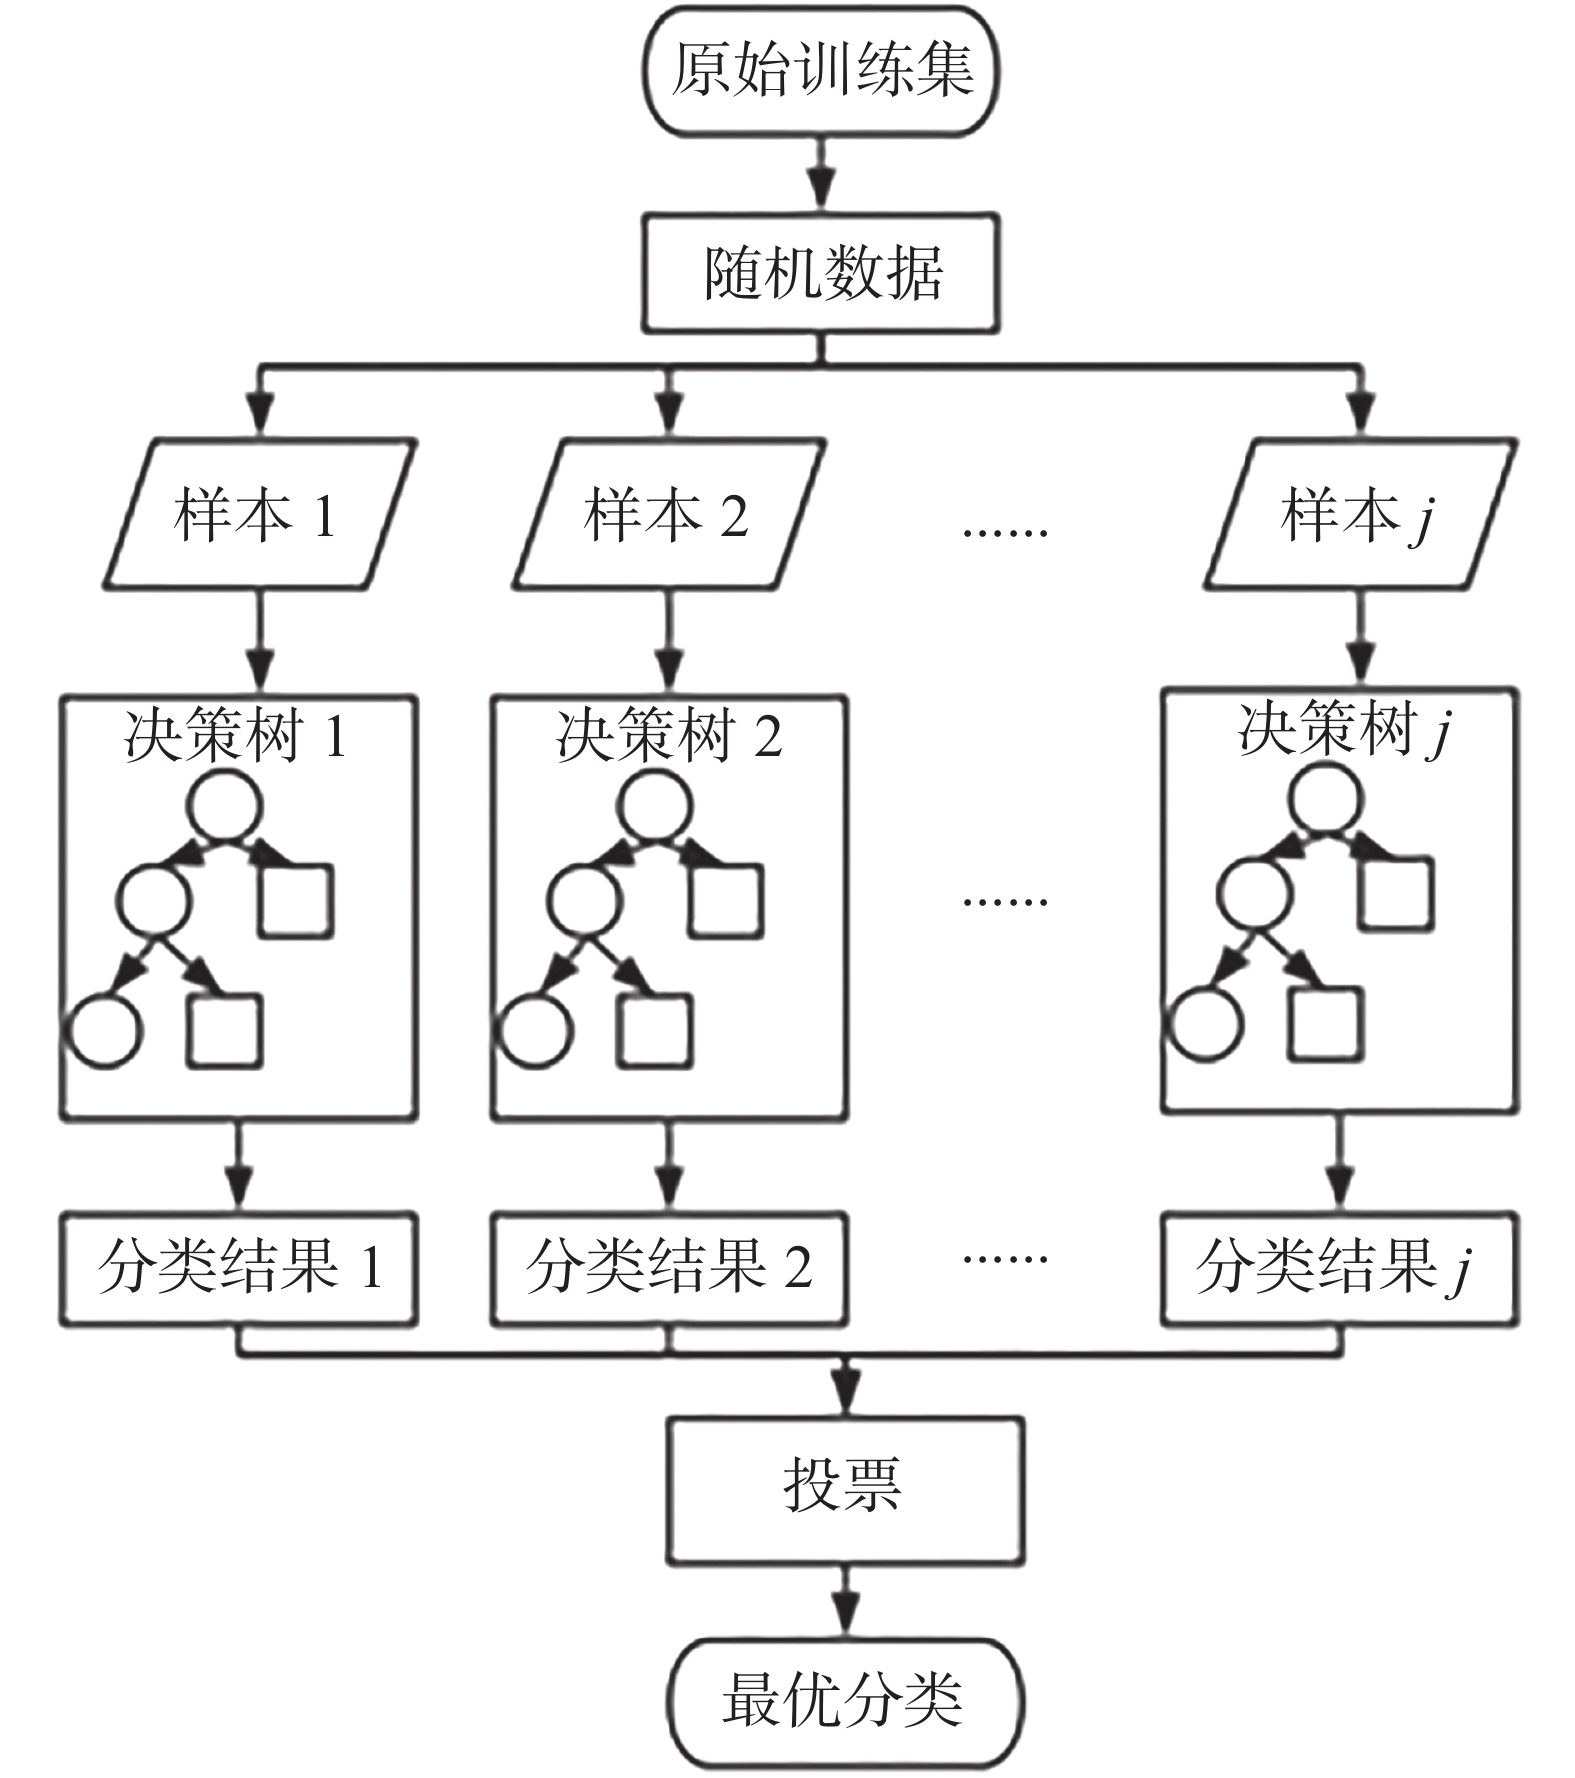 原始训练集
随机数据
样本 1
样本 2
......
样本 j
决策树 1
决策树 2
决策树 j
......
分类结果 1
分类结果 2
......
分类结果 j
投票
最优分类